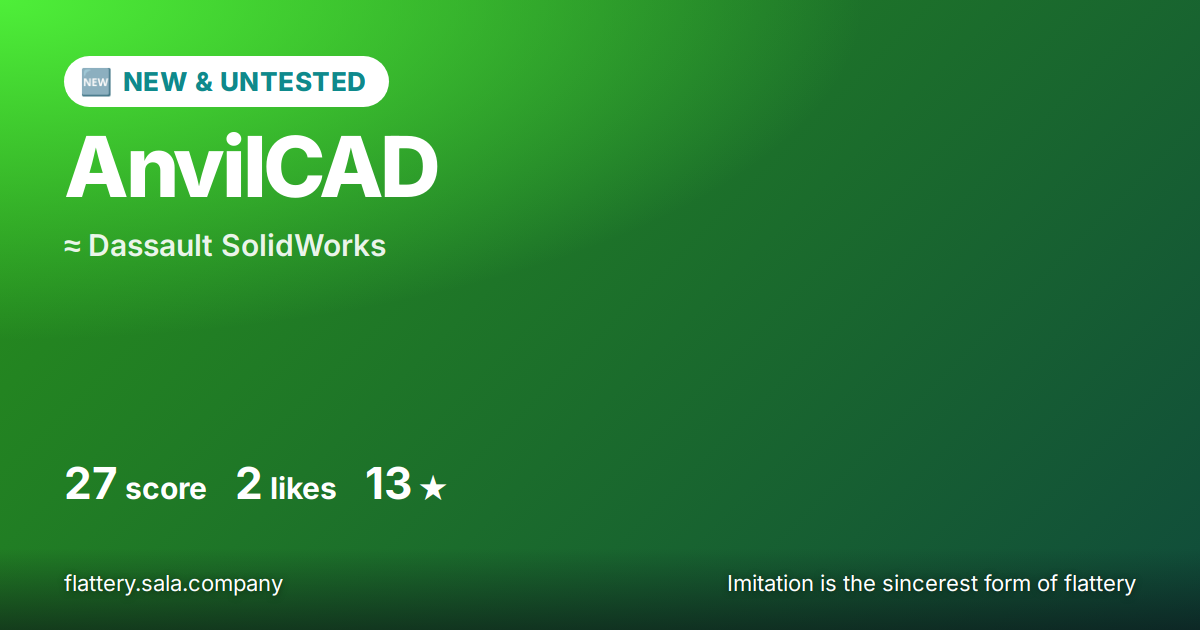 🆕 NEW & UNTESTED
AnvilCAD
≈ Dassault SolidWorks
27 score 2 likes 13 ★
flattery.sala.company
Imitation is the sincerest form of flattery